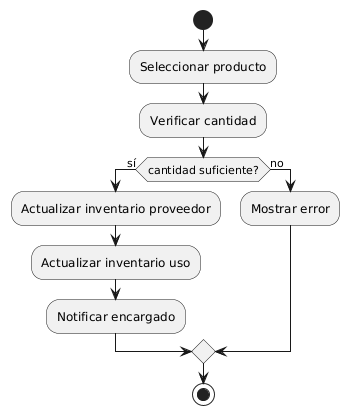 Seleccionar producto
Verificar cantidad
sí
cantidad suficiente?
no
Actualizar inventario proveedor
Mostrar error
Actualizar inventario uso
Notificar encargado